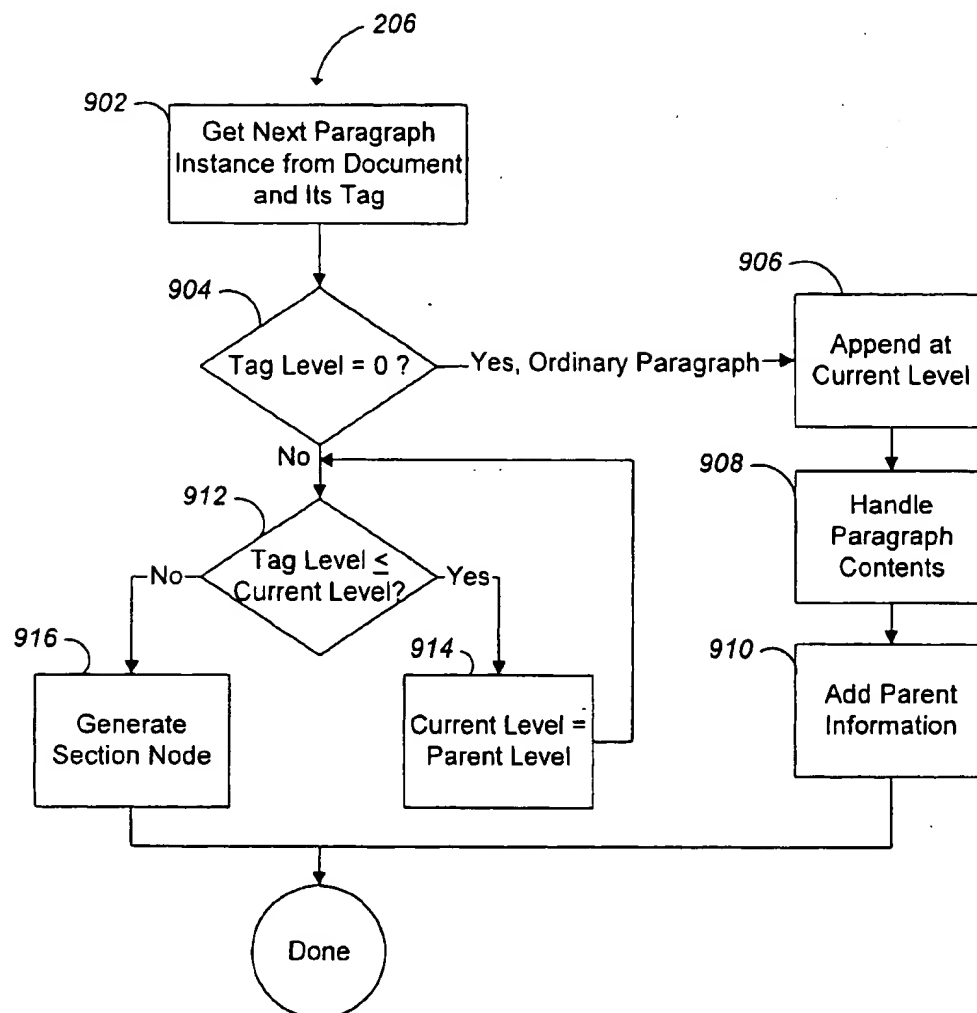 206
902
Get Next Paragraph
Instance from Document
and Its Tag
904
Tag Level = 0 ?
Yes, Ordinary Paragraph
906
Append at
Current Level
No
908
Handle
Paragraph
Contents
912
Tag Level ≤
Current Level?
No
Yes
916
Generate
Section Node
914
Current Level =
Parent Level
910
Add Parent
Information
Done